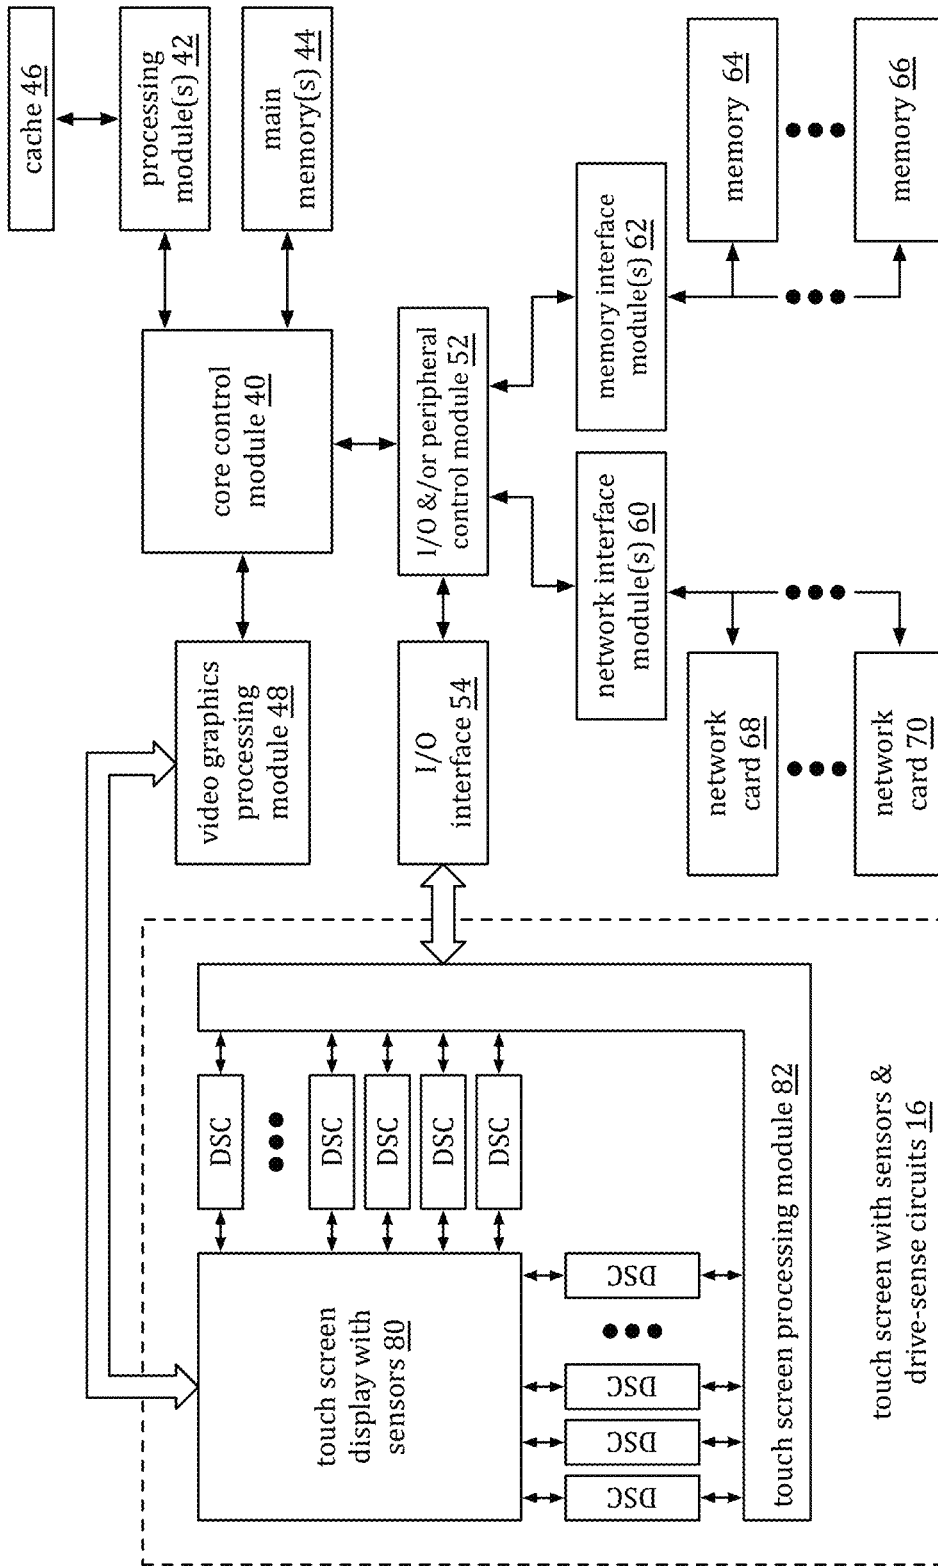 cache 46
processing
module(s) 42
main
memory(s) 44
core control
module 40
video graphics
processing
module 48
I/O &/or peripheral
control module 52
I/O
interface 54
memory interface
module(s) 62
network interface
module(s) 60
memory 64
memory 66
network
card 68
network
card 70
touch screen
display with
sensors 80
DSC
DSC
DSC
DSC
DSC
DSC
DSC
DSC
DSC
touch screen processing module 82
touch screen with sensors &
drive-sense circuits 16